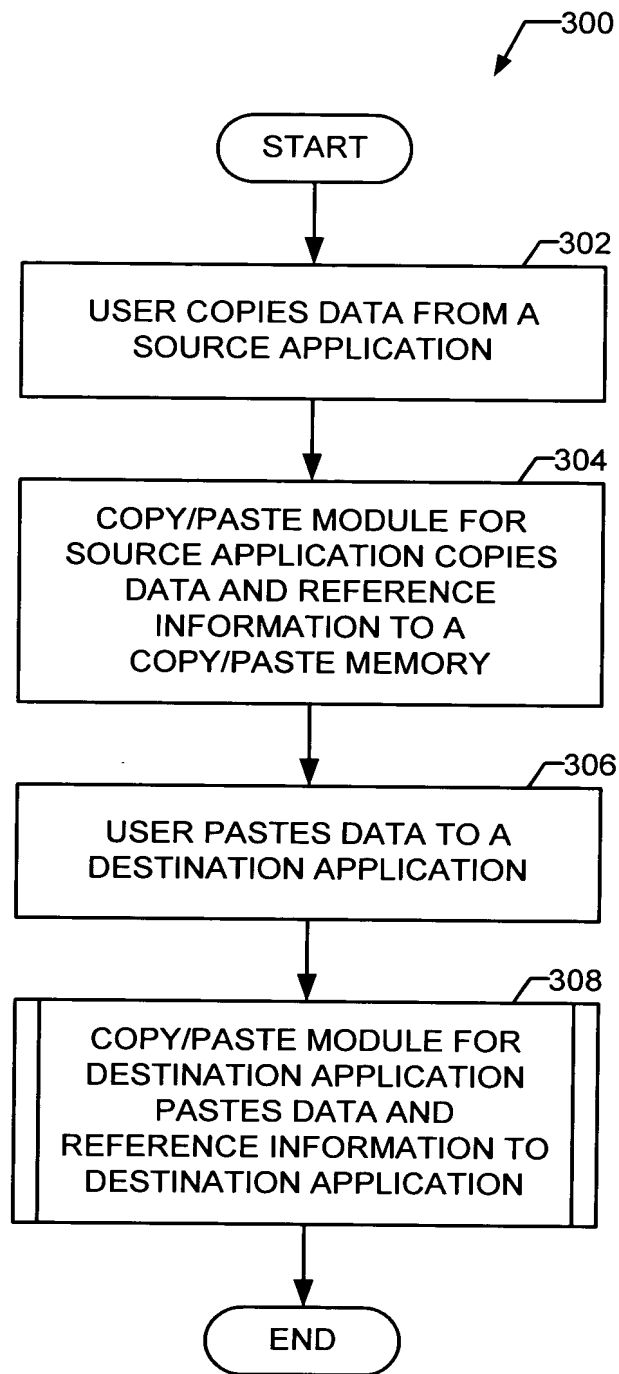 300
START
302
USER COPIES DATA FROM A
SOURCE APPLICATION
304
COPY/PASTE MODULE FOR
SOURCE APPLICATION COPIES
DATA AND REFERENCE
INFORMATION TO A
COPY/PASTE MEMORY
306
USER PASTES DATA TO A
DESTINATION APPLICATION
308
COPY/PASTE MODULE FOR
DESTINATION APPLICATION
PASTES DATA AND
REFERENCE INFORMATION TO
DESTINATION APPLICATION
END